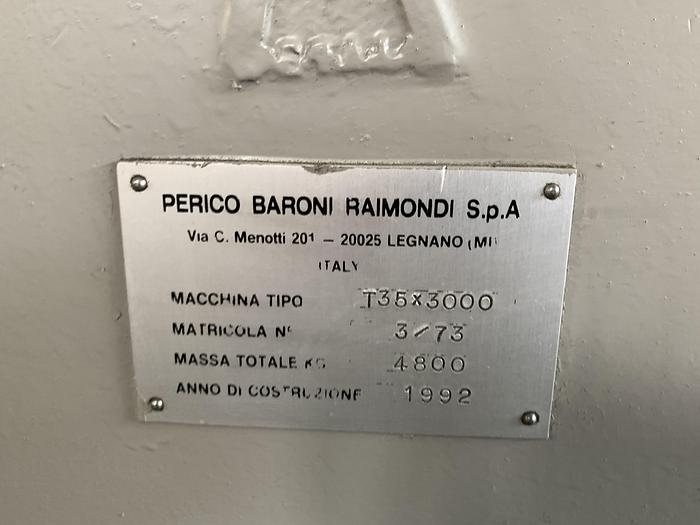 PERICO BARONI RAIMONDI S.p.A
Via C. Menotti 201 – 20025 LEGNANO (MI)
ITALY
MACCHINA TIPO T35x3000
MATRICOLA N° 3/73
MASSA TOTALE KG 4800
ANNO DI COSTRUZIONE 1992